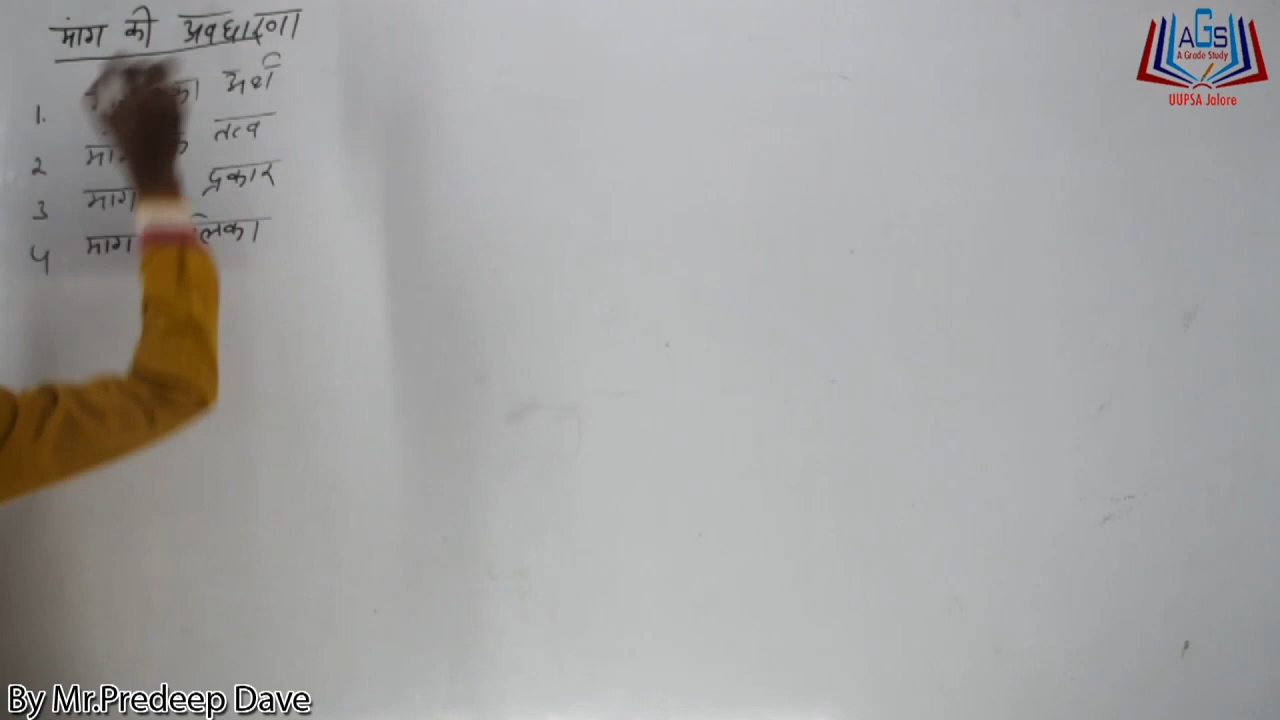 मांग की अवधारणा
1. का अर्थ
2 के तत्व
3 माग प्रकार
4 माग
AGS
A Grade Study
UUPSA Jalore
By Mr.Predeep Dave